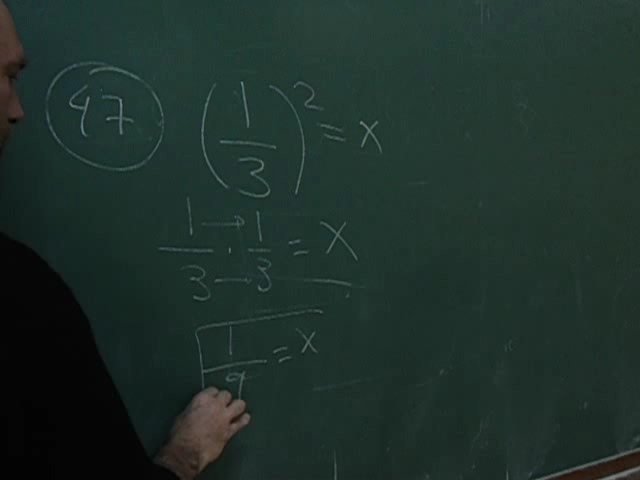 47
(1/3)² = x
1/3 · 1/3 = x
1/9 = x